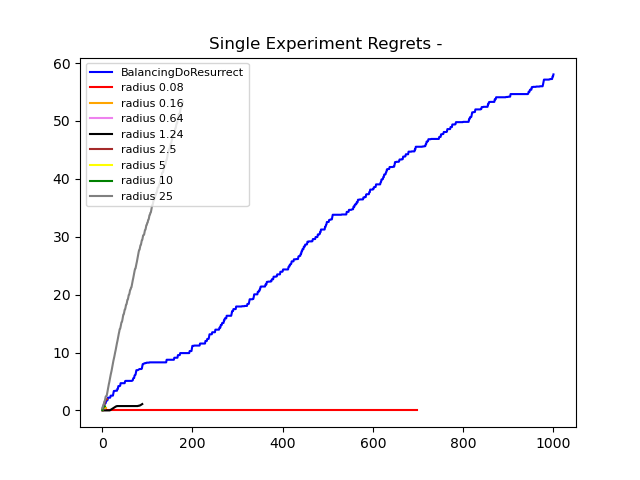 Single Experiment Regrets -
60
50
40
30
20
10
0
BalancingDoResurrect
radius 0.08
radius 0.16
radius 0.64
radius 1.24
radius 2.5
radius 5
radius 10
radius 25
0 200 400 600 800 1000